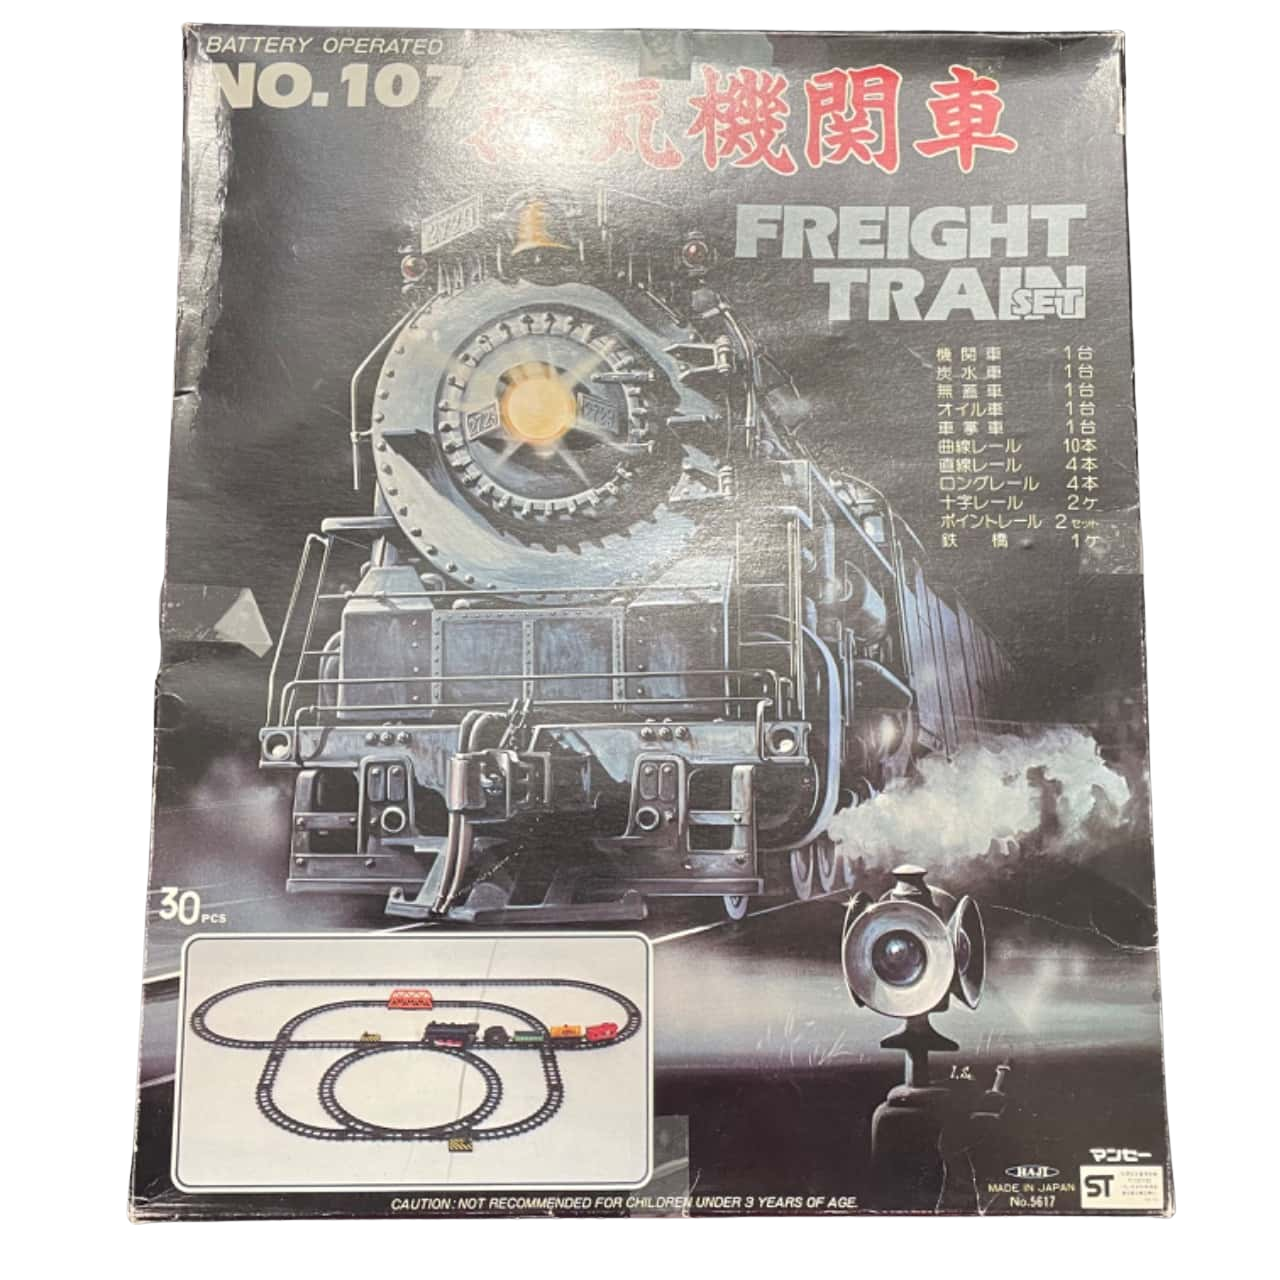 BATTERY OPERATED
NO.107
蒸気機関車
FREIGHT
TRAIN
SET
2726
2726
機関車 1台
炭水車 1台
無蓋車 1台
オイル車 1台
車掌車 1台
曲線レール 10本
直線レール 4本
ロングレール 4本
十字レール 2ケ
ポイントレール 2セット
鉄橋 1ケ
30PCS
マンセー
HAJI
MADE IN JAPAN
No.5617
ST
CAUTION: NOT RECOMMENDED FOR CHILDREN UNDER 3 YEARS OF AGE.